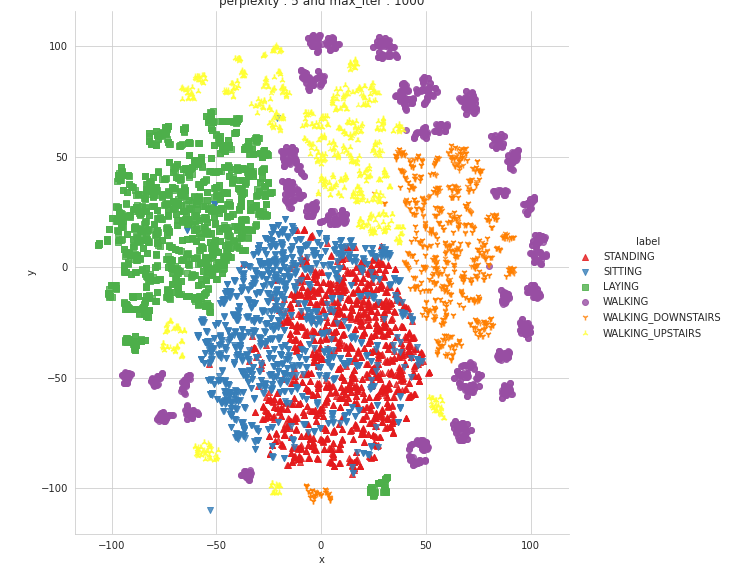 perplexity : 5 and max_iter : 1000
100
50
0
−50
−100
y
−100
−50
0
50
100
x
label
STANDING
SITTING
LAYING
WALKING
WALKING_DOWNSTAIRS
WALKING_UPSTAIRS